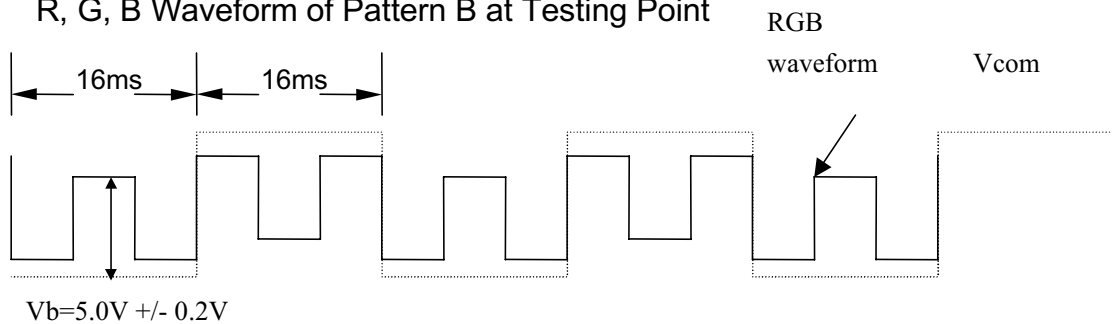 R, G, B Waveform of Pattern B at Testing Point
RGB
waveform
Vcom
16ms
16ms
Vb=5.0V +/- 0.2V